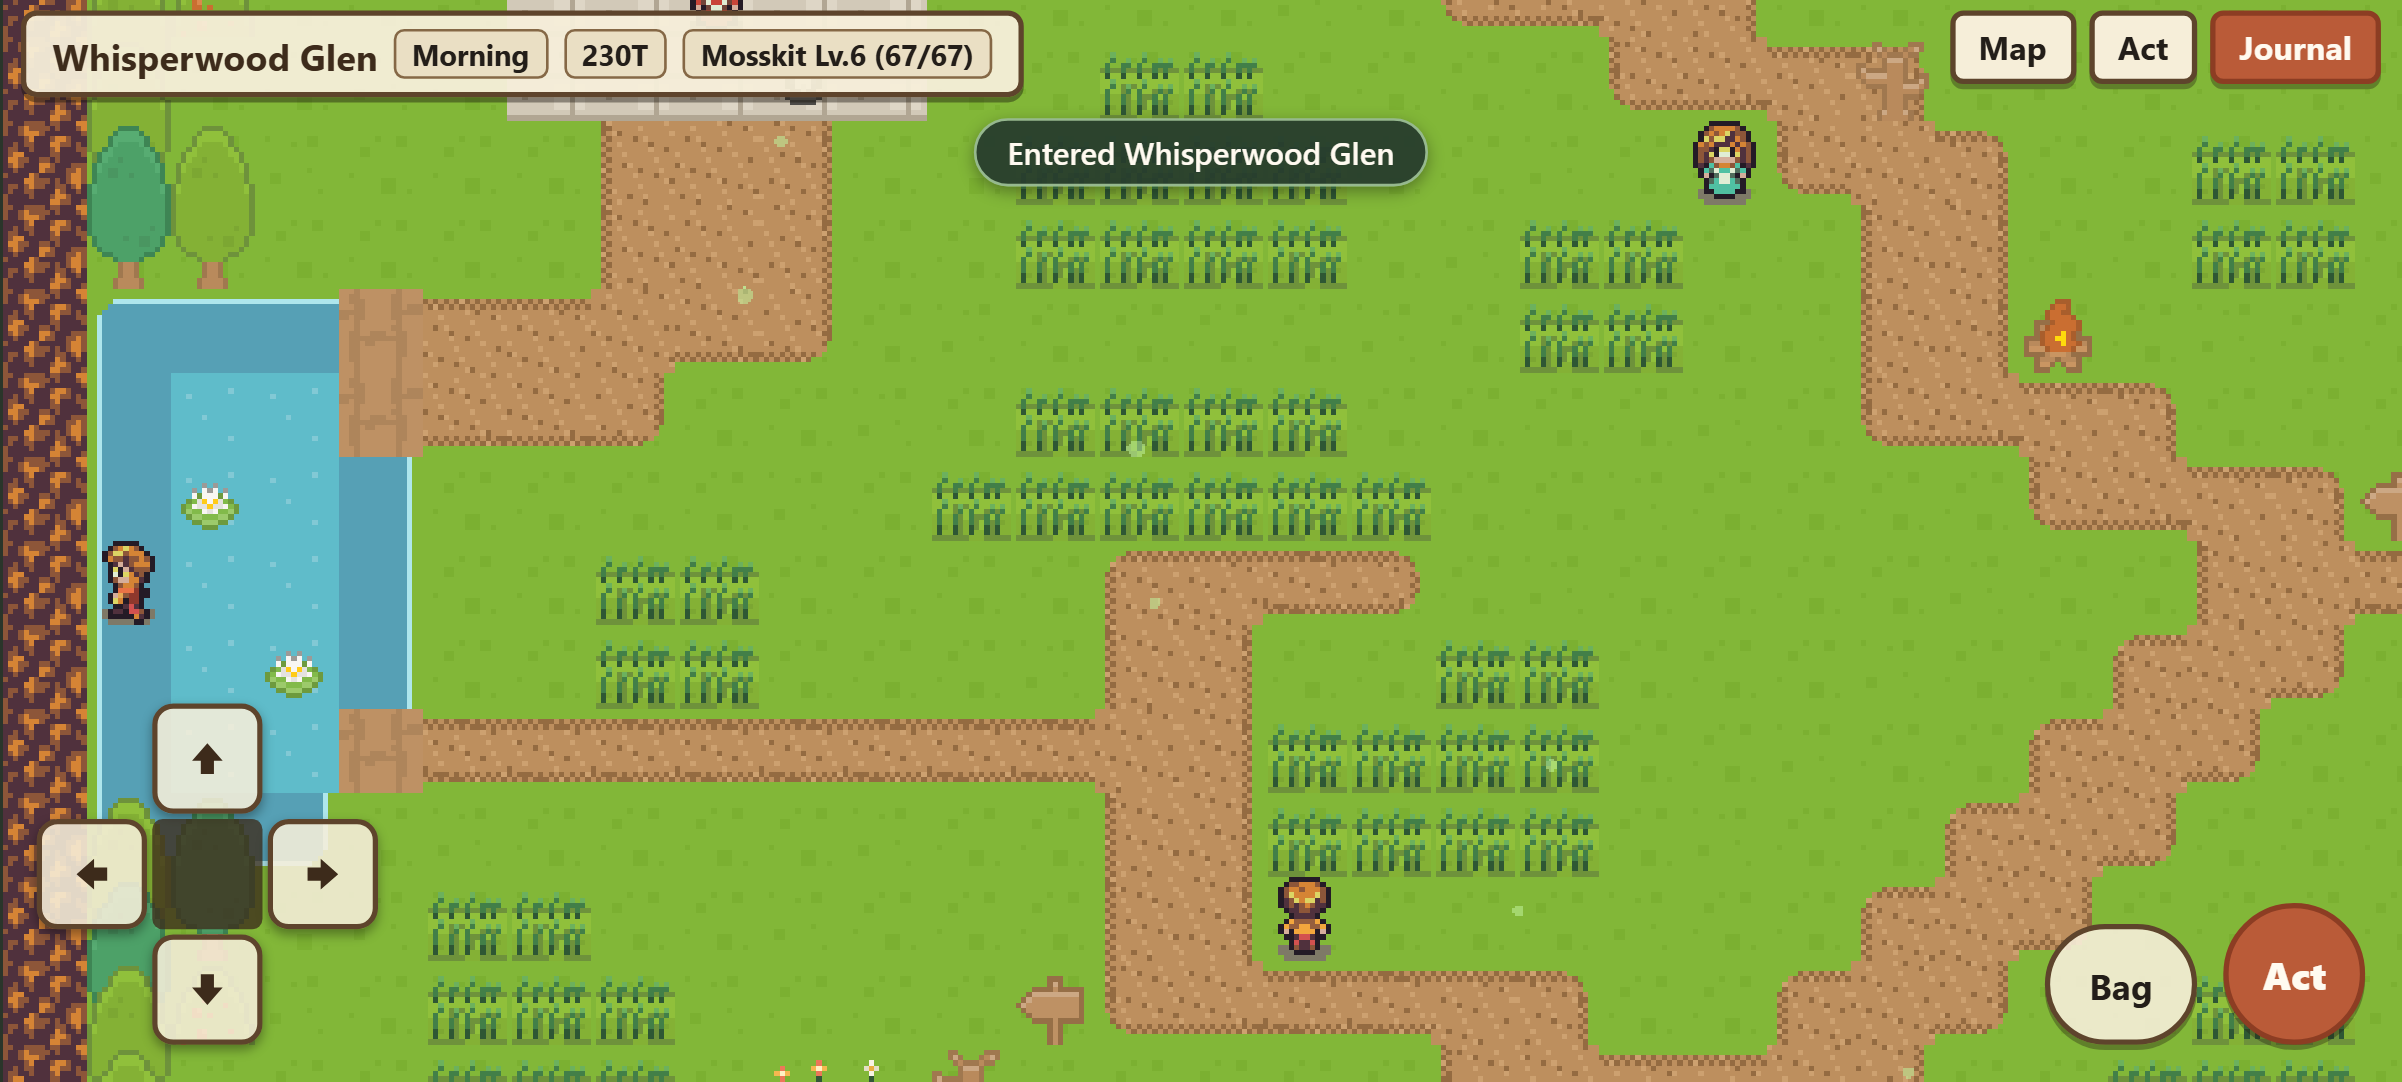 Whisperwood Glen Morning 230T Mosskit Lv.6 (67/67)
Map Act Journal
Entered Whisperwood Glen
Bag Act